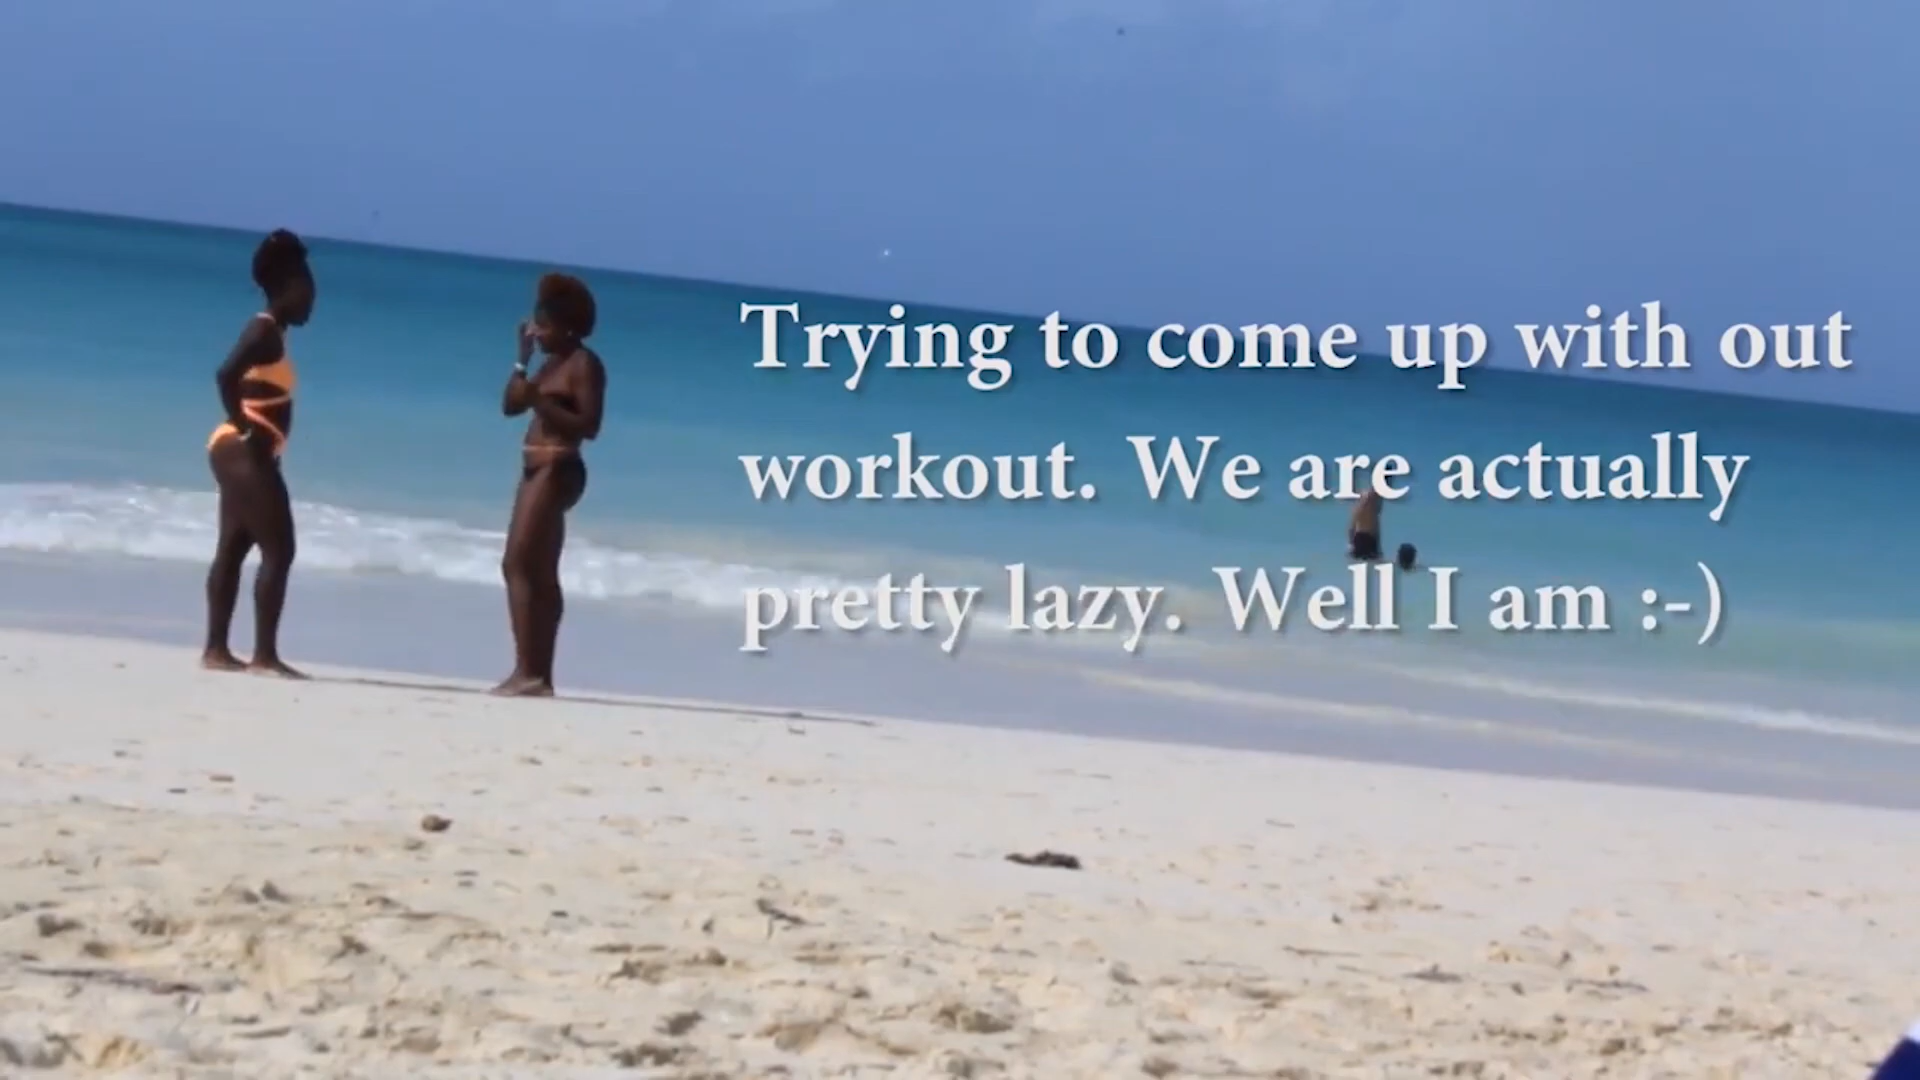 Trying to come up with out
workout. We are actually
pretty lazy. Well I am :-)